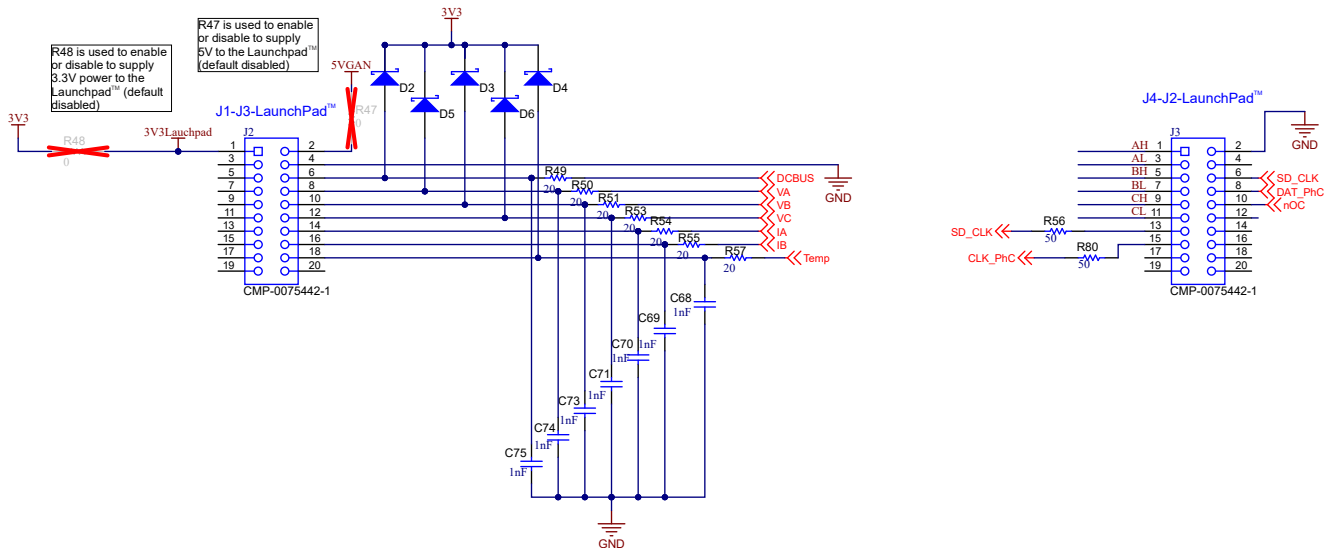 R48 is used to enable
or disable to supply
3.3V power to the
Launchpad™ (default
disabled)
R47 is used to enable
or disable to supply
5V to the Launchpad™
(default disabled)
3V3
5VGAN
R47
0
D2
D3
D4
D5
D6
J1-J3-LaunchPad™
3V3
R48
0
3V3Lauchpad
J2
1 2
3 4
5 6
7 8
9 10
11 12
13 14
15 16
17 18
19 20
CMP-0075442-1
GND
R49
20
DCBUS
R50
20
VA
R51
20
VB
R53
20
VC
R54
20
IA
R55
20
IB
R57
20
Temp
C68
1nF
C69
1nF
C70
1nF
C71
1nF
C73
1nF
C74
1nF
C75
1nF
GND
J4-J2-LaunchPad™
GND
J3
AH 1 2
AL 3 4
BH 5 6 SD_CLK
BL 7 8 DAT_PhC
CH 9 10 nOC
CL 11 12
13 14
15 16
17 18
19 20
SD_CLK
R56
50
CLK_PhC
R80
50
CMP-0075442-1